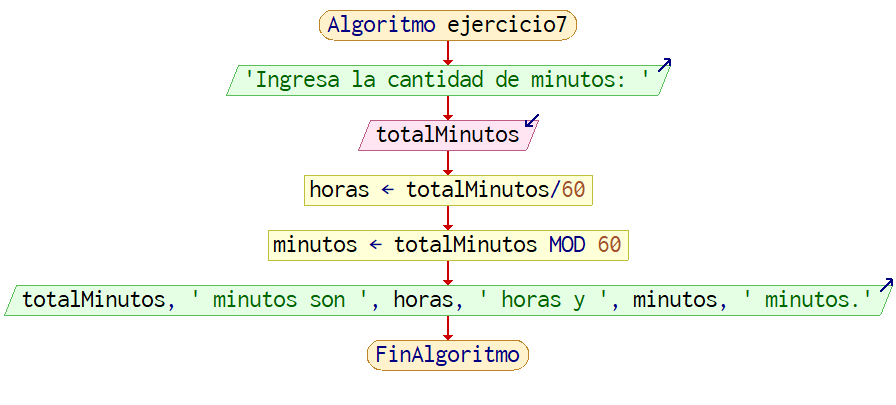 Algoritmo ejercicio7
'Ingresa la cantidad de minutos: '
totalMinutos
horas ← totalMinutos/60
minutos ← totalMinutos MOD 60
totalMinutos, ' minutos son ', horas, ' horas y ', minutos, ' minutos.'
FinAlgoritmo